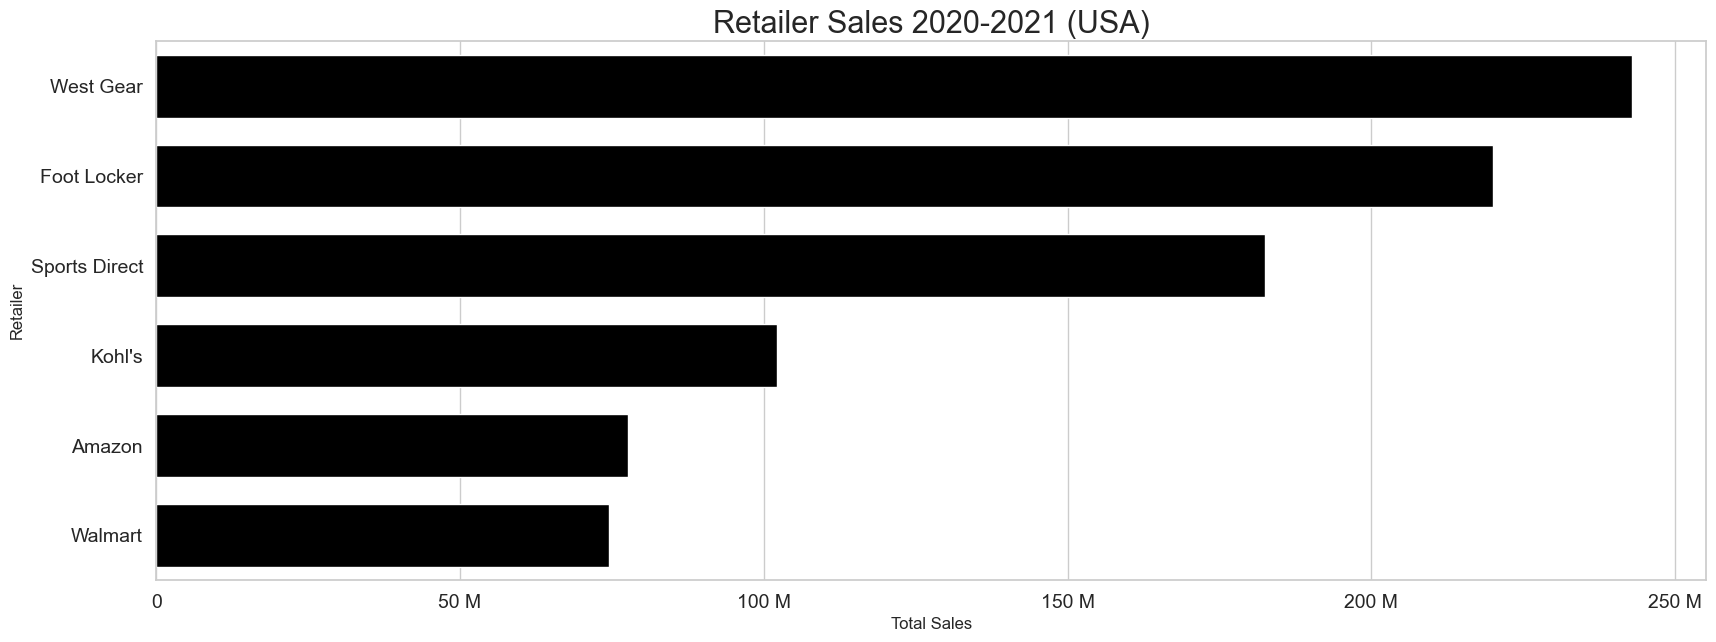 Retailer Sales 2020-2021 (USA)
West Gear
Foot Locker
Sports Direct
Kohl's
Amazon
Walmart
Retailer
0 50 M 100 M 150 M 200 M 250 M
Total Sales